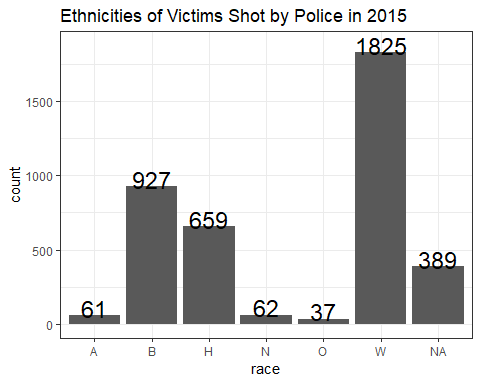 Ethnicities of Victims Shot by Police in 2015
1825
1500
1000
927
659
500
389
61
62
37
0
count
A B H N O W NA
race